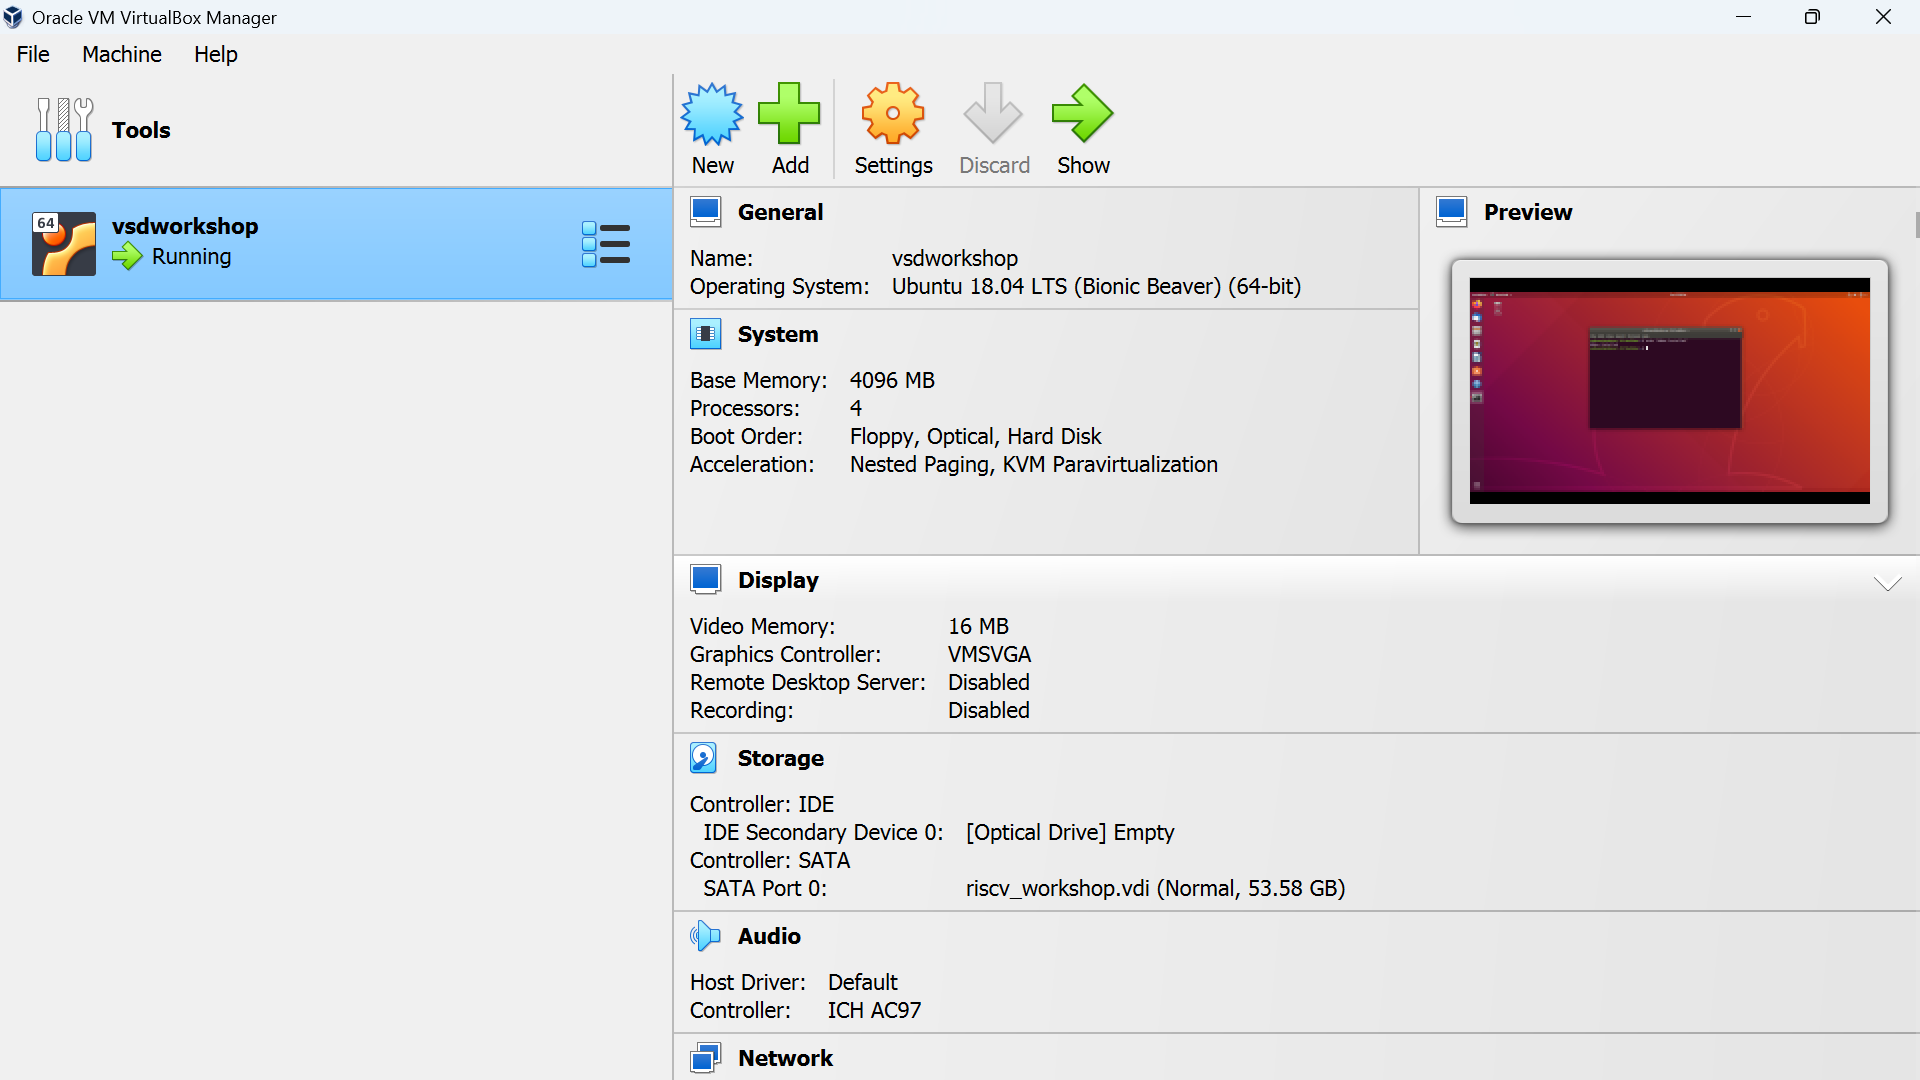 Oracle VM VirtualBox Manager
File Machine Help
Tools
New Add Settings Discard Show
64
vsdworkshop
Running
General
Name: vsdworkshop
Operating System: Ubuntu 18.04 LTS (Bionic Beaver) (64-bit)
Preview
System
Base Memory: 4096 MB
Processors: 4
Boot Order: Floppy, Optical, Hard Disk
Acceleration: Nested Paging, KVM Paravirtualization
Display
Video Memory: 16 MB
Graphics Controller: VMSVGA
Remote Desktop Server: Disabled
Recording: Disabled
Storage
Controller: IDE
IDE Secondary Device 0: [Optical Drive] Empty
Controller: SATA
SATA Port 0: riscv_workshop.vdi (Normal, 53.58 GB)
Audio
Host Driver: Default
Controller: ICH AC97
Network